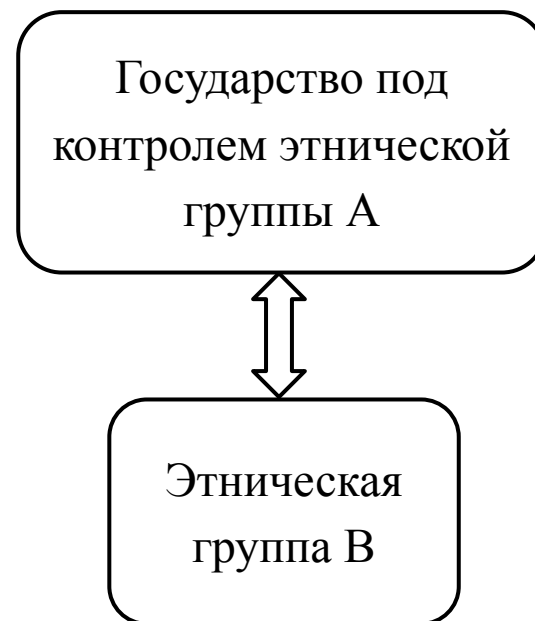 Государство под
контролем этнической
группы А
Этническая
группа В